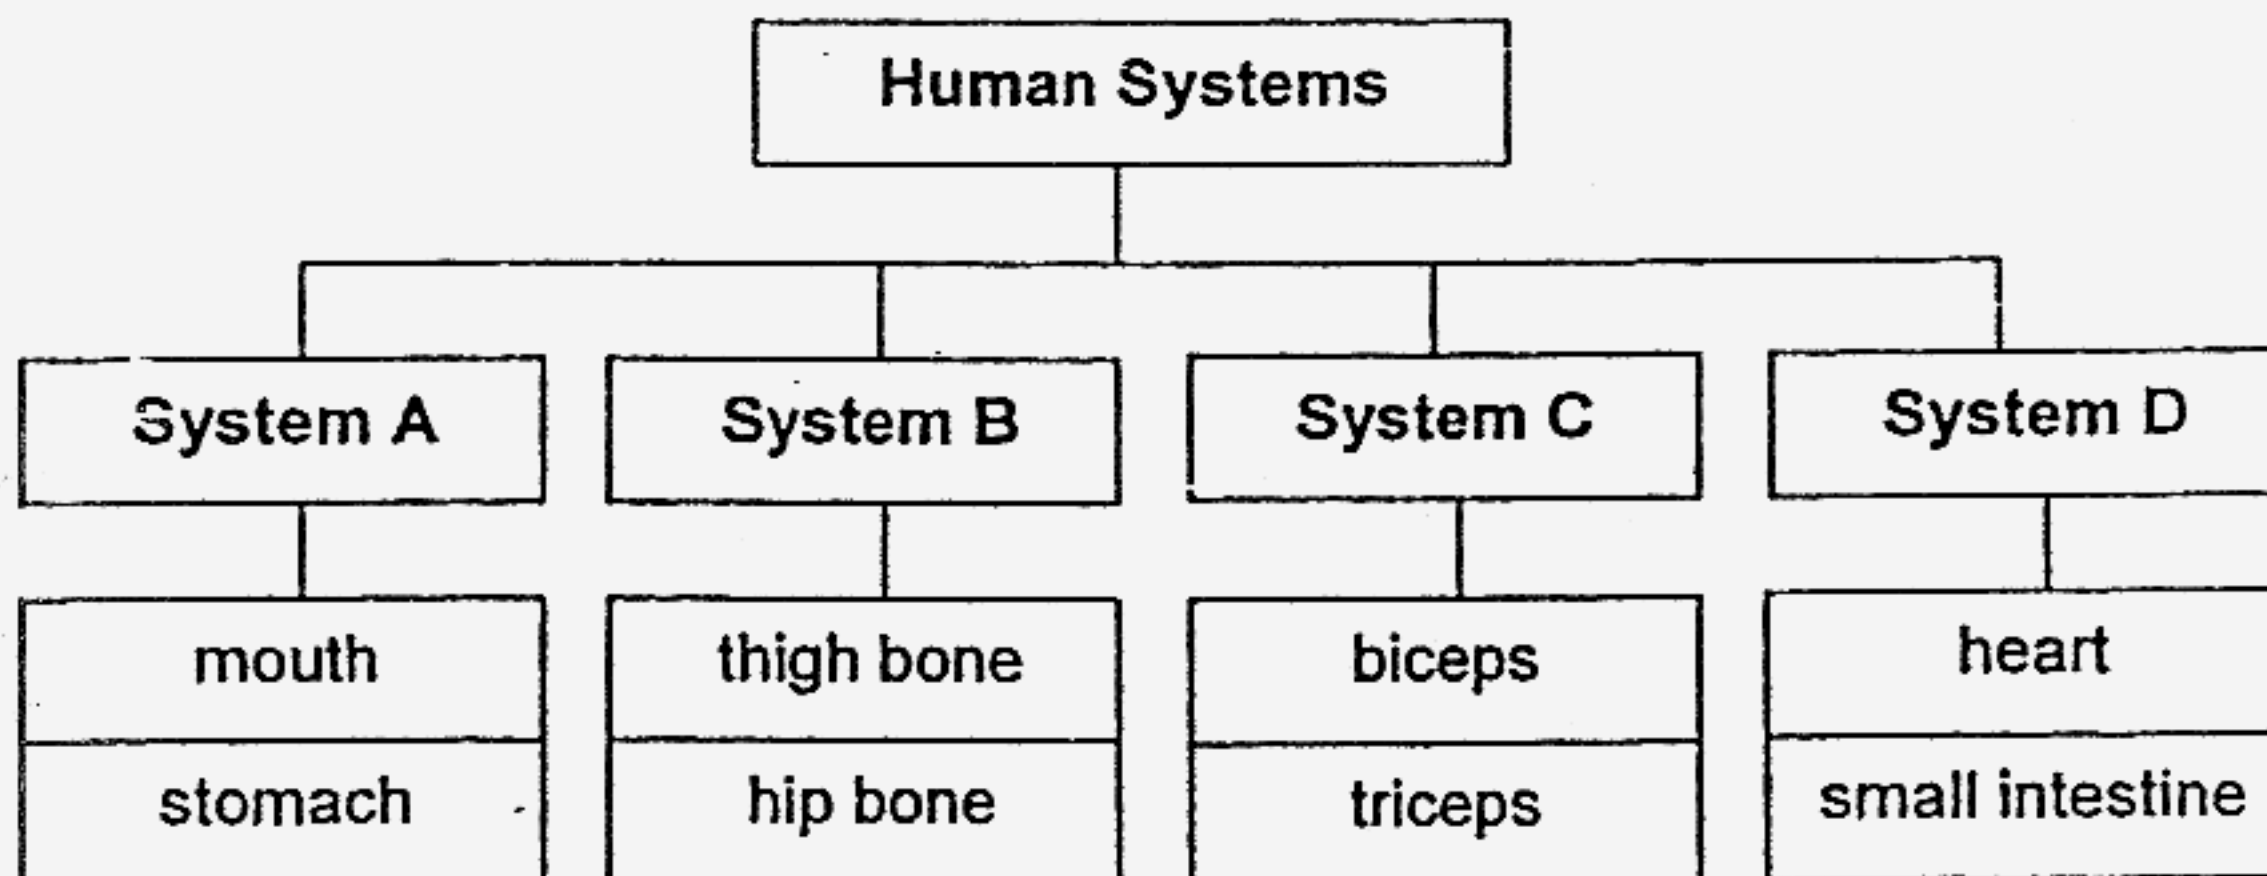 Human Systems
System A
System B
System C
System D
mouth
thigh bone
biceps
heart
stomach
hip bone
triceps
small intestine